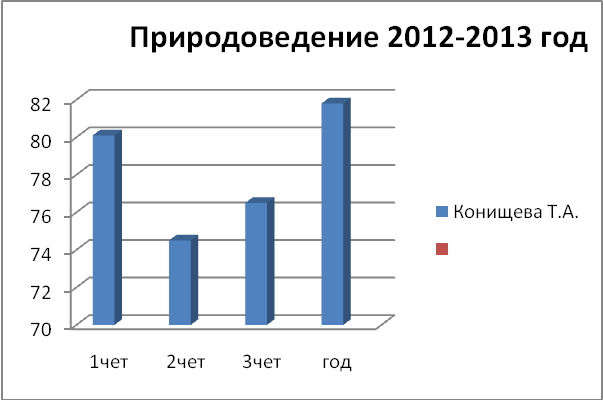 Природоведение 2012-2013 год
82
80
78
76
74
72
70
1чет 2чет 3чет год
Конищева Т.А.